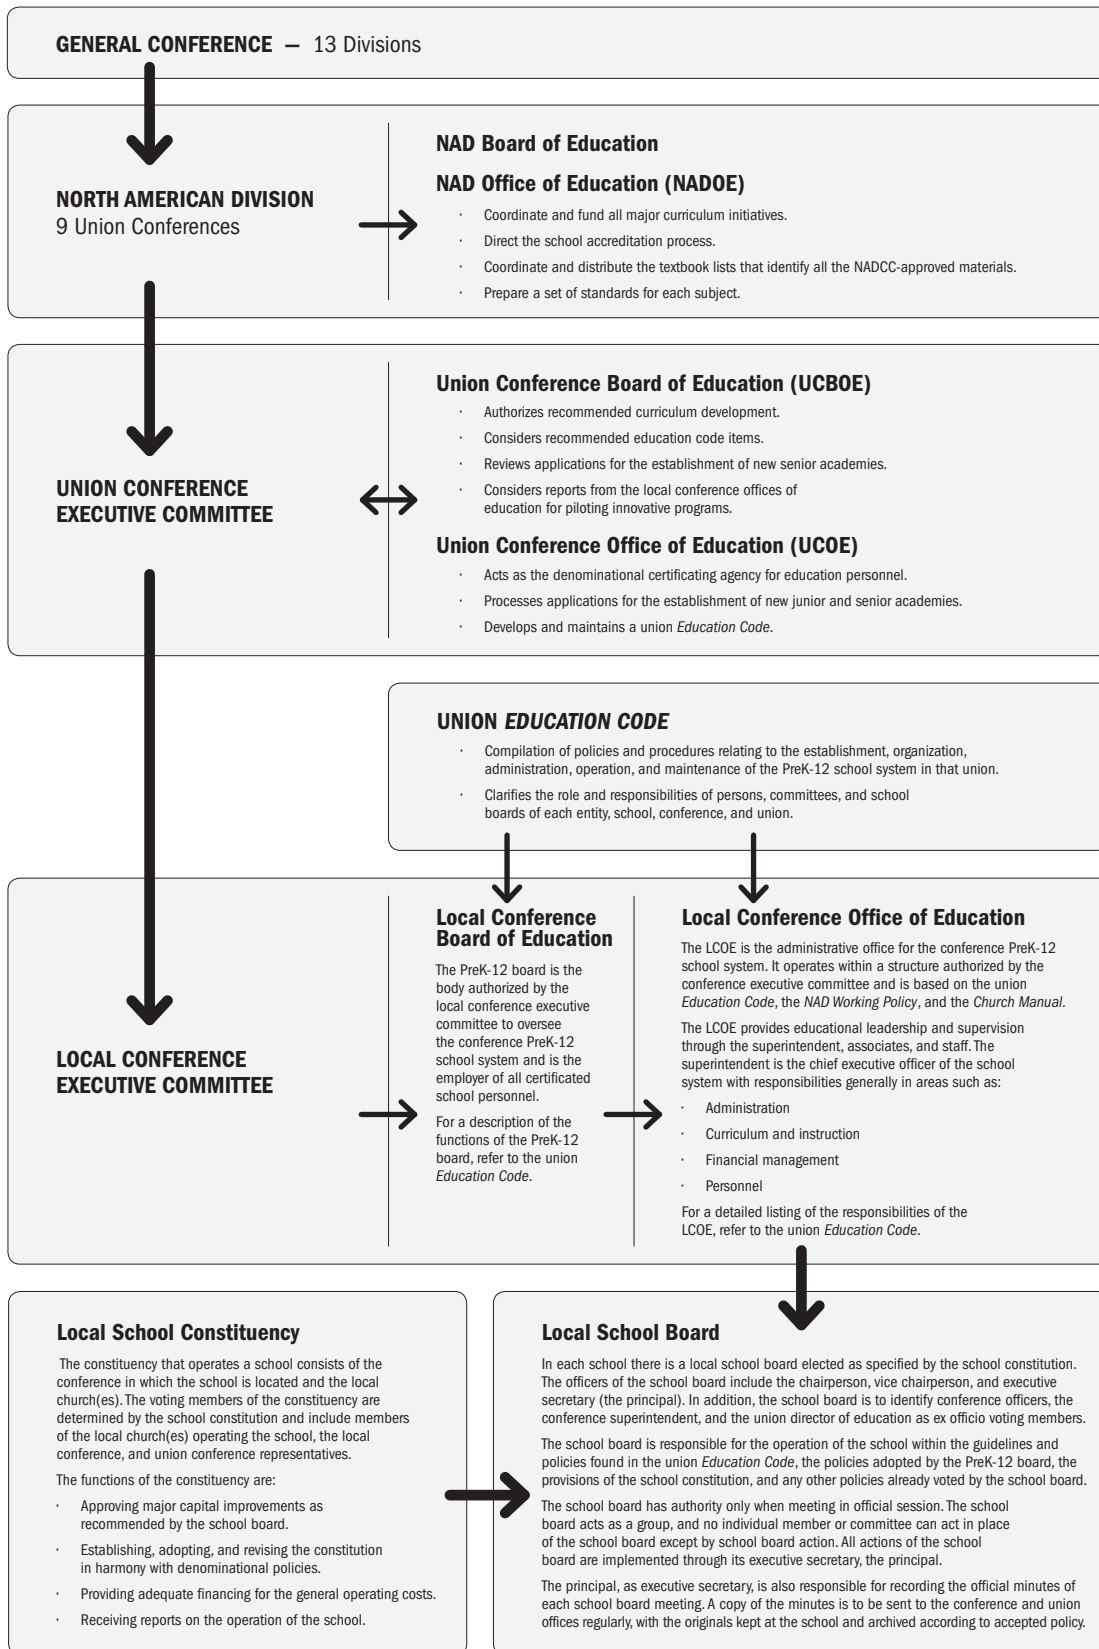 GENERAL CONFERENCE — 13 Divisions
NORTH AMERICAN DIVISION
9 Union Conferences
NAD Board of Education
NAD Office of Education (NADOE)
· Coordinate and fund all major curriculum initiatives.
· Direct the school accreditation process.
· Coordinate and distribute the textbook lists that identify all the NADCC-approved materials.
· Prepare a set of standards for each subject.
UNION CONFERENCE
EXECUTIVE COMMITTEE
Union Conference Board of Education (UCBOE)
· Authorizes recommended curriculum development.
· Considers recommended education code items.
· Reviews applications for the establishment of new senior academies.
· Considers reports from the local conference offices of
education for piloting innovative programs.
Union Conference Office of Education (UCOE)
· Acts as the denominational certificating agency for education personnel.
· Processes applications for the establishment of new junior and senior academies.
· Develops and maintains a union Education Code.
UNION EDUCATION CODE
· Compilation of policies and procedures relating to the establishment, organization,
administration, operation, and maintenance of the PreK-12 school system in that union.
· Clarifies the role and responsibilities of persons, committees, and school
boards of each entity, school, conference, and union.
LOCAL CONFERENCE
EXECUTIVE COMMITTEE
Local Conference
Board of Education
The PreK-12 board is the
body authorized by the
local conference executive
committee to oversee
the conference PreK-12
school system and is the
employer of all certificated
school personnel.
For a description of the
functions of the PreK-12
board, refer to the union
Education Code.
Local Conference Office of Education
The LCOE is the administrative office for the conference PreK-12
school system. It operates within a structure authorized by the
conference executive committee and is based on the union
Education Code, the NAD Working Policy, and the Church Manual.
The LCOE provides educational leadership and supervision
through the superintendent, associates, and staff. The
superintendent is the chief executive officer of the school
system with responsibilities generally in areas such as:
· Administration
· Curriculum and instruction
· Financial management
· Personnel
For a detailed listing of the responsibilities of the
LCOE, refer to the union Education Code.
Local School Constituency
The constituency that operates a school consists of the
conference in which the school is located and the local
church(es). The voting members of the constituency are
determined by the school constitution and include members
of the local church(es) operating the school, the local
conference, and union conference representatives.
The functions of the constituency are:
· Approving major capital improvements as
recommended by the school board.
· Establishing, adopting, and revising the constitution
in harmony with denominational policies.
· Providing adequate financing for the general operating costs.
· Receiving reports on the operation of the school.
Local School Board
In each school there is a local school board elected as specified by the school constitution.
The officers of the school board include the chairperson, vice chairperson, and executive
secretary (the principal). In addition, the school board is to identify conference officers, the
conference superintendent, and the union director of education as ex officio voting members.
The school board is responsible for the operation of the school within the guidelines and
policies found in the union Education Code, the policies adopted by the PreK-12 board, the
provisions of the school constitution, and any other policies already voted by the school board.
The school board has authority only when meeting in official session. The school
board acts as a group, and no individual member or committee can act in place
of the school board except by school board action. All actions of the school
board are implemented through its executive secretary, the principal.
The principal, as executive secretary, is also responsible for recording the official minutes of
each school board meeting. A copy of the minutes is to be sent to the conference and union
offices regularly, with the originals kept at the school and archived according to accepted policy.